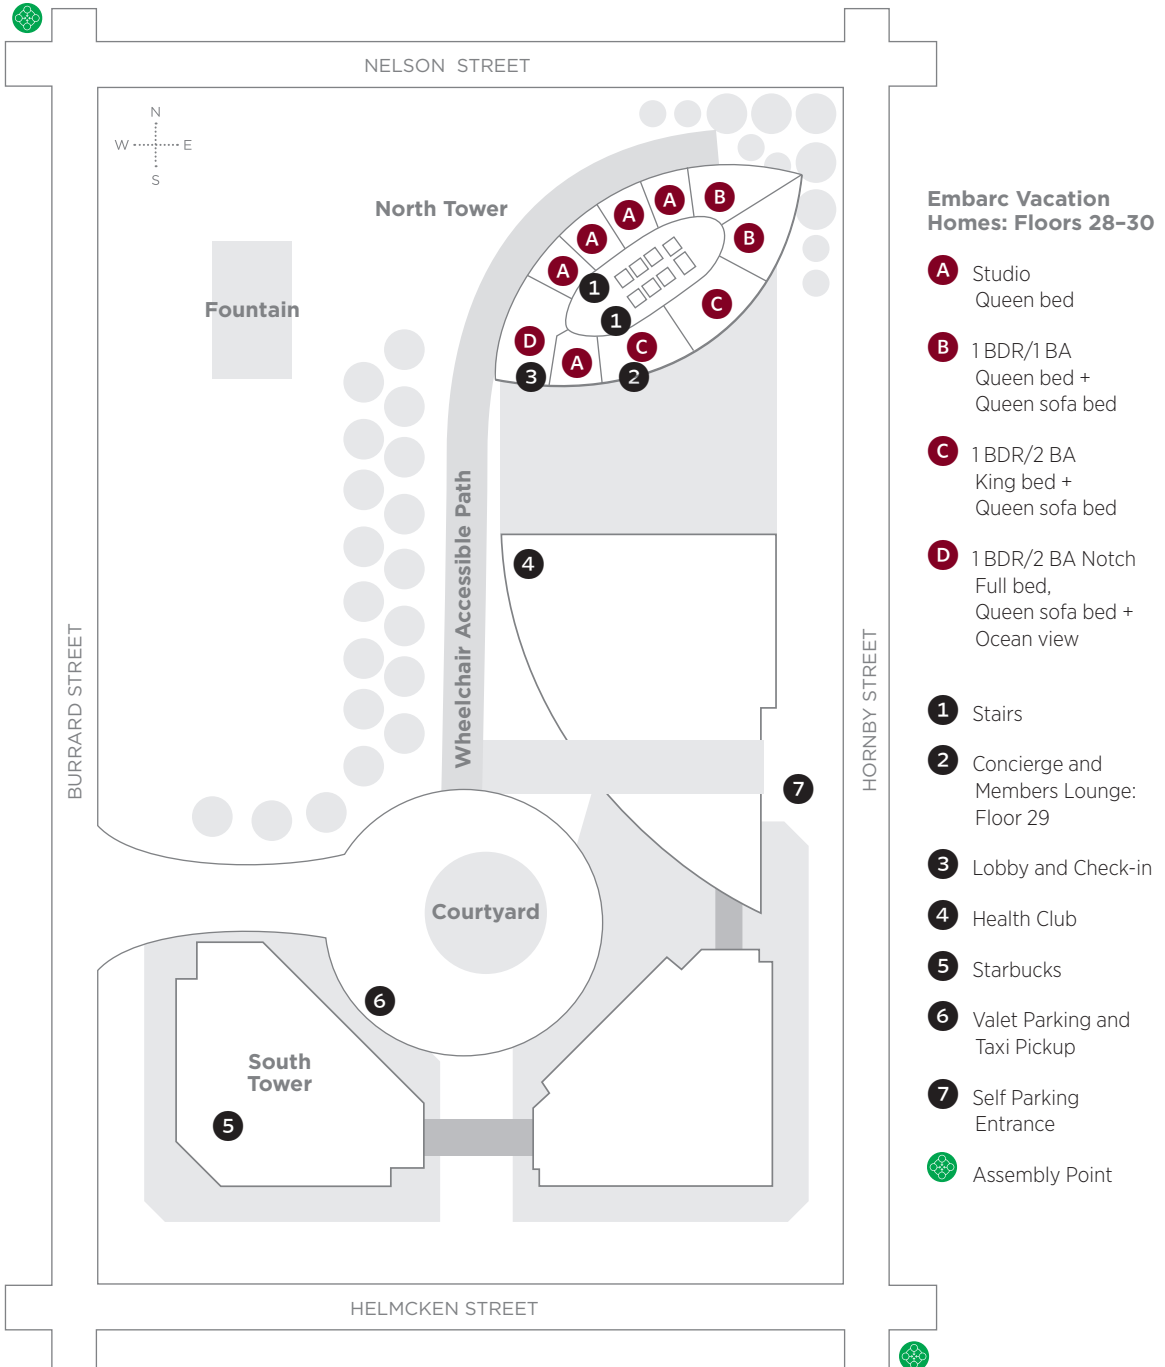 NELSON STREET
N
W
E
S
North Tower
Fountain
A
A
A
A
B
B
C
C
D
A
1
1
3
2
Wheelchair Accessible Path
4
7
BURRARD STREET
HORNBY STREET
Courtyard
6
South
Tower
5
HELMCKEN STREET
Embarc Vacation
Homes: Floors 28–30
A Studio
Queen bed
B 1 BDR/1 BA
Queen bed +
Queen sofa bed
C 1 BDR/2 BA
King bed +
Queen sofa bed
D 1 BDR/2 BA Notch
Full bed,
Queen sofa bed +
Ocean view
1 Stairs
2 Concierge and
Members Lounge:
Floor 29
3 Lobby and Check-in
4 Health Club
5 Starbucks
6 Valet Parking and
Taxi Pickup
7 Self Parking
Entrance
Assembly Point